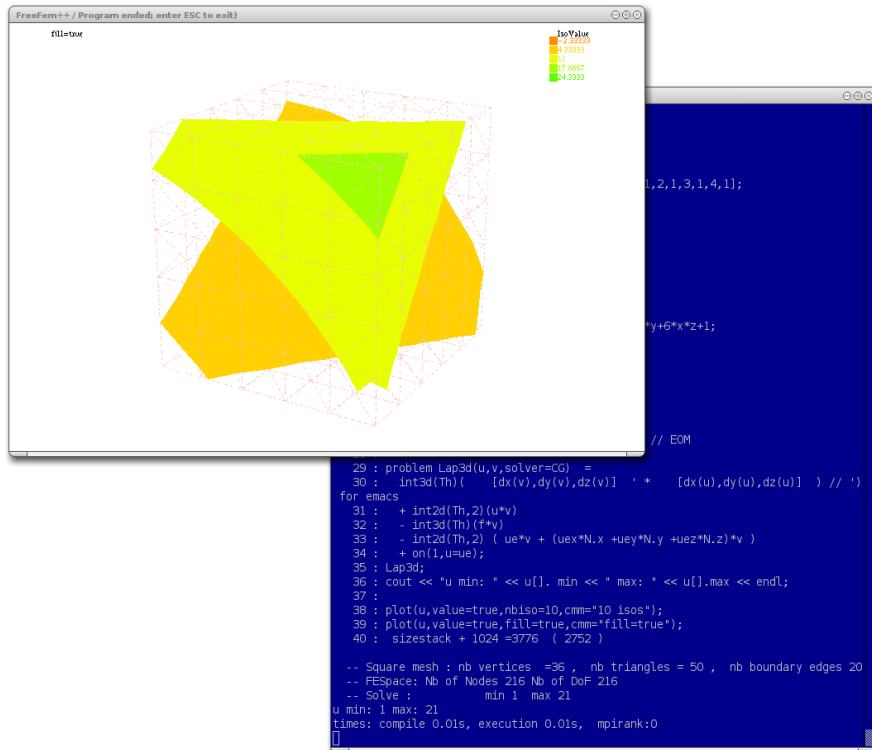 FreeFem++ / Program ended; enter ESC to exit)
fill=true
IsoValue
-2.33333
4.33333
11
17.6667
24.3333
1,2,1,3,1,4,1];
*y+6*x*z+1;
// EOM
29 : problem Lap3d(u,v,solver=CG)  =
30 :   int3d(Th)(    [dx(v),dy(v),dz(v)]  ' *    [dx(u),dy(u),dz(u)]  ) // ')
for emacs
31 :   + int2d(Th,2)(u*v)
32 :   - int3d(Th)(f*v)
33 :   - int2d(Th,2) ( ue*v + (uex*N.x +uey*N.y +uez*N.z)*v )
34 :   + on(1,u=ue);
35 : Lap3d;
36 : cout << "u min: " << u[]. min << " max: " << u[].max << endl;
37 :
38 : plot(u,value=true,nbiso=10,cmm="10 isos");
39 : plot(u,value=true,fill=true,cmm="fill=true");
40 :  sizestack + 1024 =3776  ( 2752 )
-- Square mesh : nb vertices  =36 ,  nb triangles = 50 ,  nb boundary edges 20
-- FESpace: Nb of Nodes 216 Nb of DoF 216
-- Solve :           min 1  max 21
u min: 1 max: 21
times: compile 0.01s, execution 0.01s,  mpirank:0